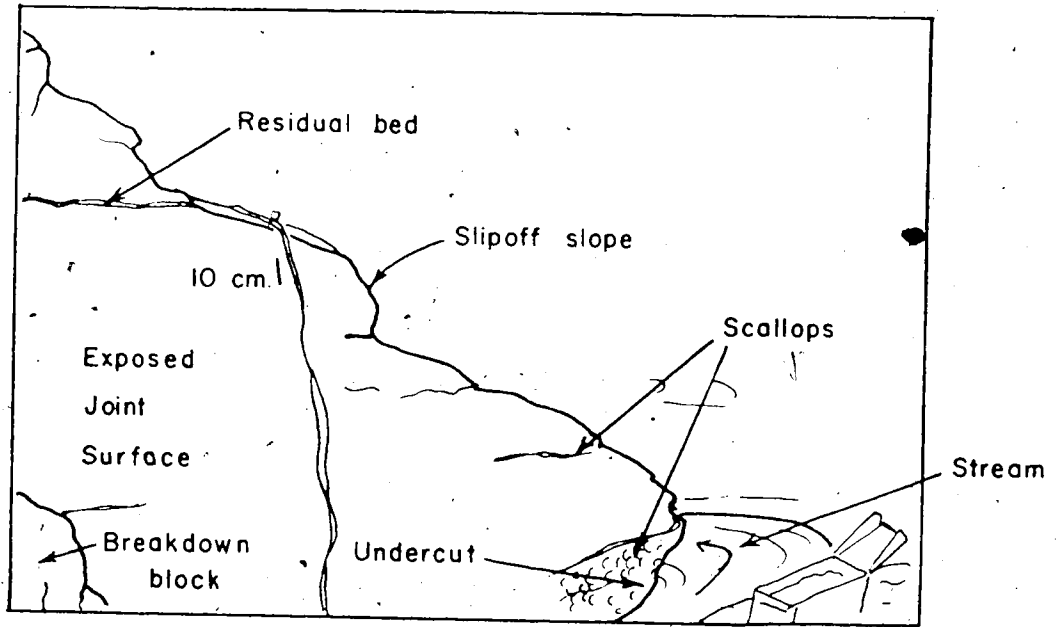 Residual bed
Slipoff slope
10 cm.
Scallops
Exposed
Joint
Surface
Stream
Breakdown
block
Undercut